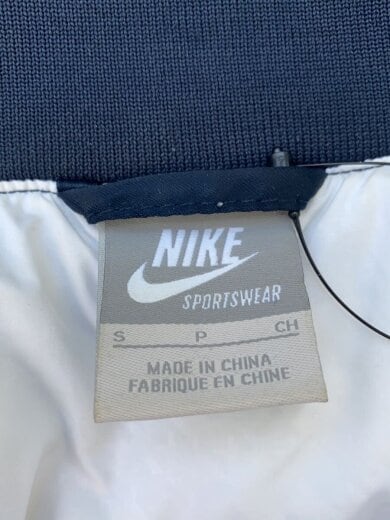 NIKE
SPORTSWEAR
S P CH
MADE IN CHINA
FABRIQUE EN CHINE